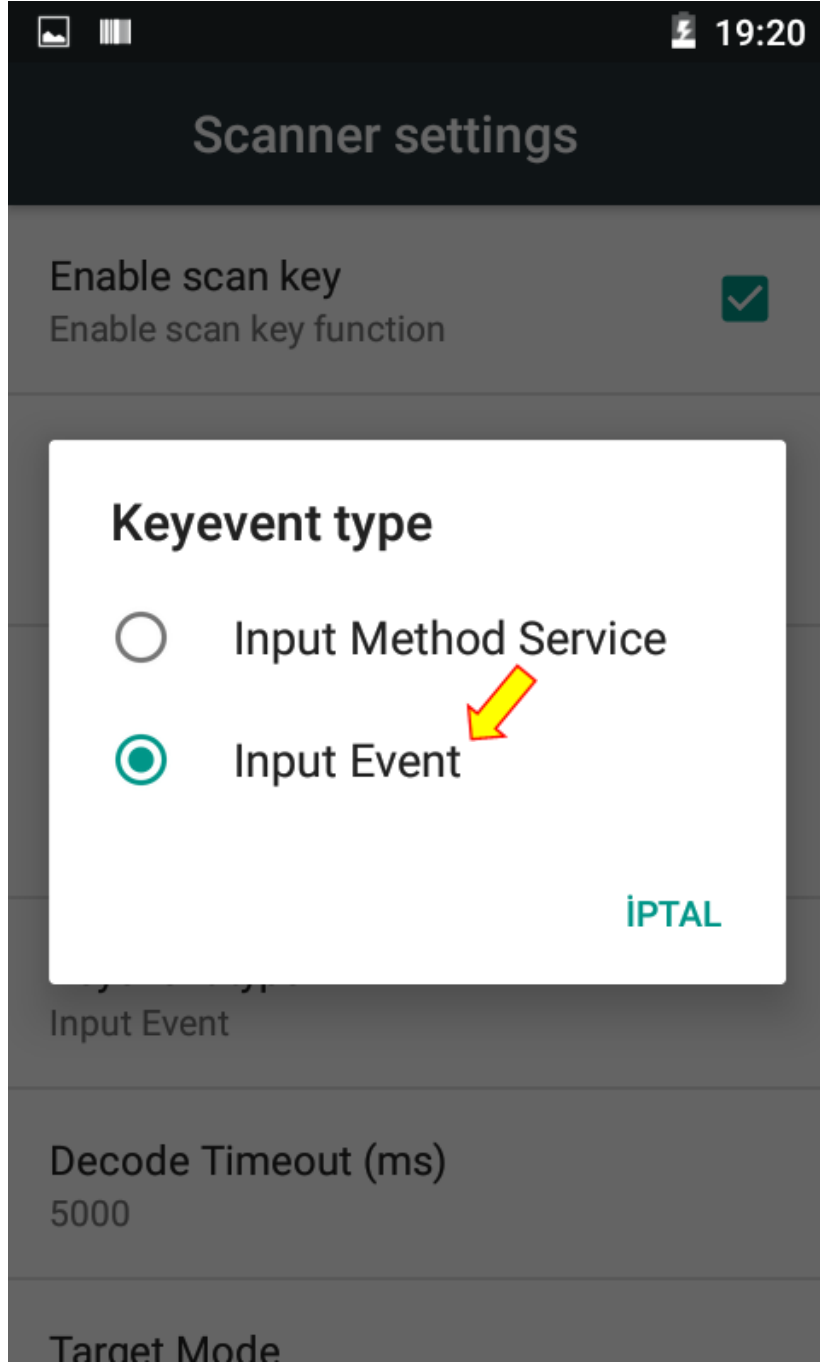 19:20
Scanner settings
Enable scan key
Enable scan key function
Keyevent type
Input Method Service
Input Event
İPTAL
Input Event
Decode Timeout (ms)
5000
Target Mode